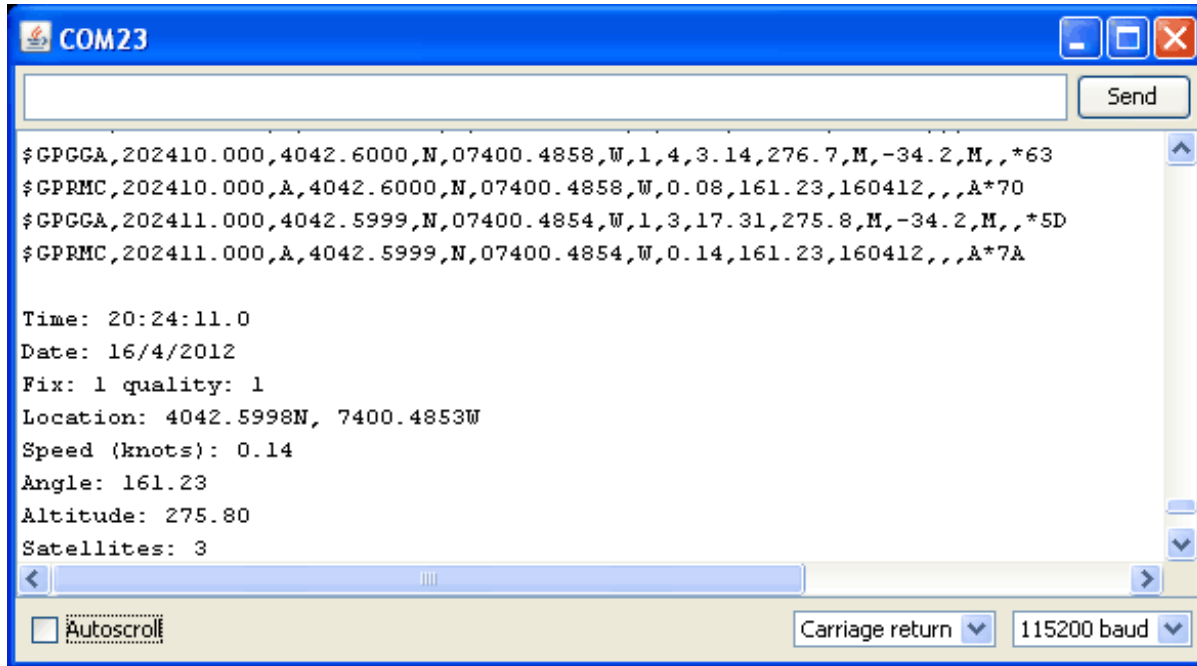 COM23
Send
$GPGGA,202410.000,4042.6000,N,07400.4858,W,1,4,3.14,276.7,M,-34.2,M,,*63
$GPRMC,202410.000,A,4042.6000,N,07400.4858,W,0.08,161.23,160412,,,A*70
$GPGGA,202411.000,4042.5999,N,07400.4854,W,1,3,17.31,275.8,M,-34.2,M,,*5D
$GPRMC,202411.000,A,4042.5999,N,07400.4854,W,0.14,161.23,160412,,,A*7A
Time: 20:24:11.0
Date: 16/4/2012
Fix: 1 quality: 1
Location: 4042.5998N, 7400.4853W
Speed (knots): 0.14
Angle: 161.23
Altitude: 275.80
Satellites: 3
Autoscroll Carriage return 115200 baud